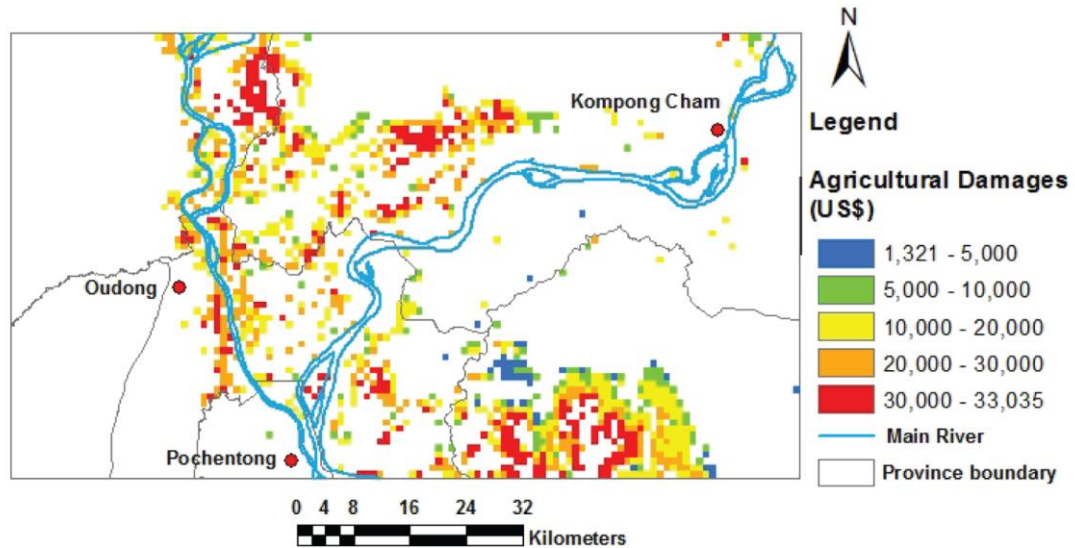 N
Kompong Cham
Oudong
Pochentong
Legend
Agricultural Damages
(US$)
1,321 - 5,000
5,000 - 10,000
10,000 - 20,000
20,000 - 30,000
30,000 - 33,035
Main River
Province boundary
0 4 8 16 24 32
Kilometers